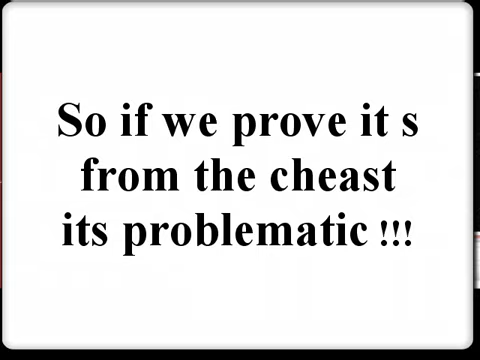 So if we prove it s
from the cheast
its problematic !!!